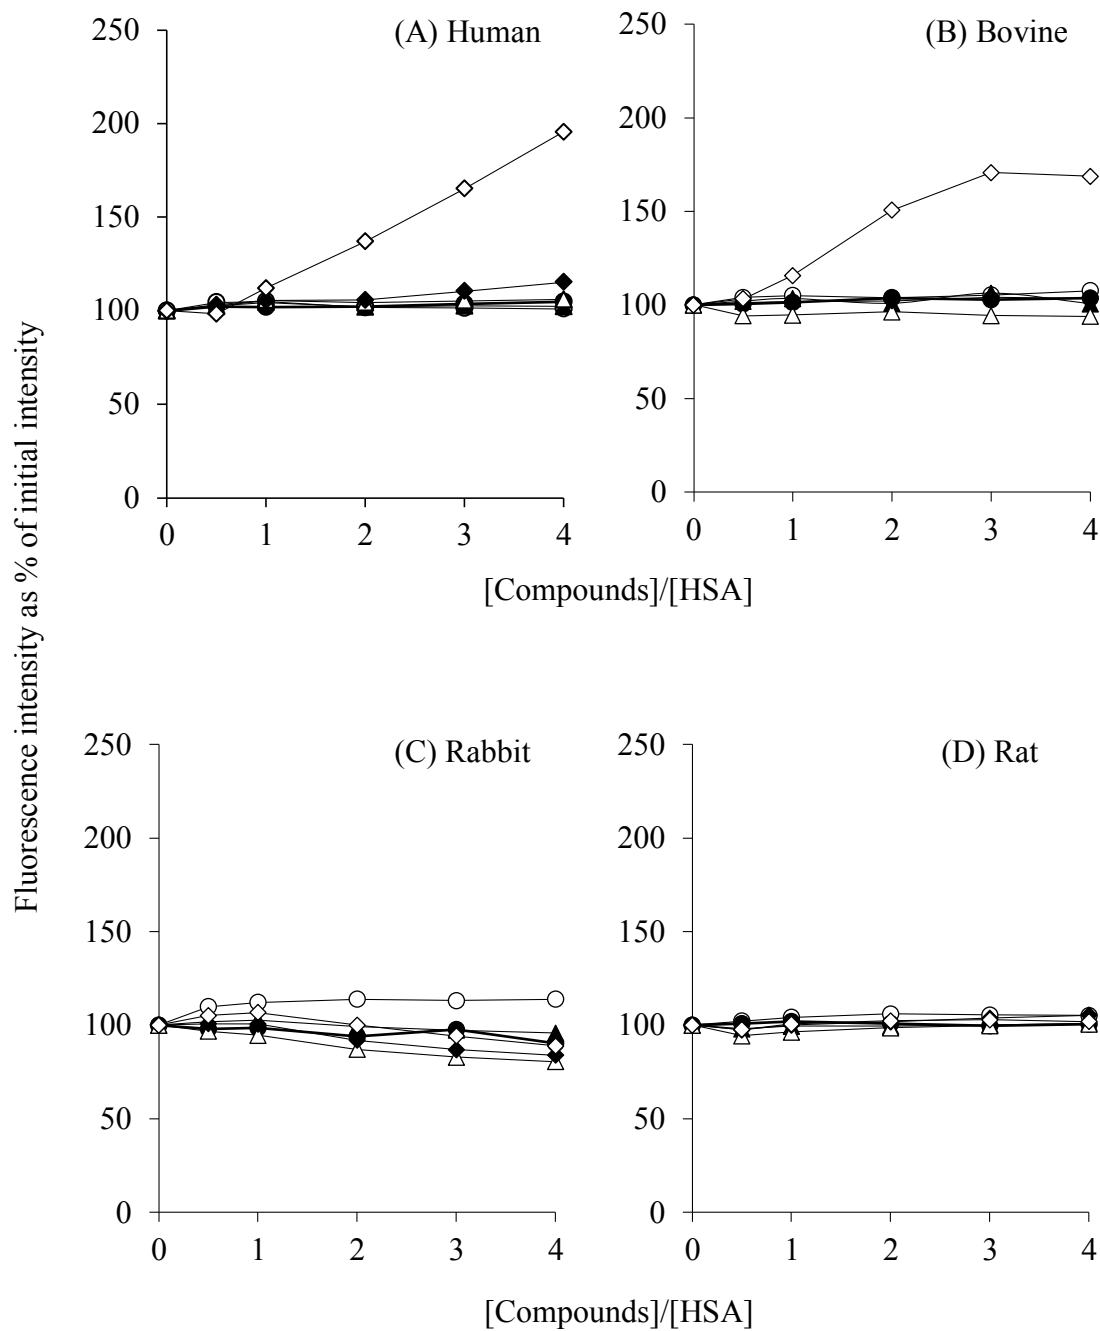 Fluorescence intensity as % of initial intensity
(A) Human
250
200
150
100
50
0
0 1 2 3 4
(B) Bovine
250
200
150
100
50
0
0 1 2 3 4
[Compounds]/[HSA]
(C) Rabbit
250
200
150
100
50
0
0 1 2 3 4
(D) Rat
250
200
150
100
50
0
0 1 2 3 4
[Compounds]/[HSA]